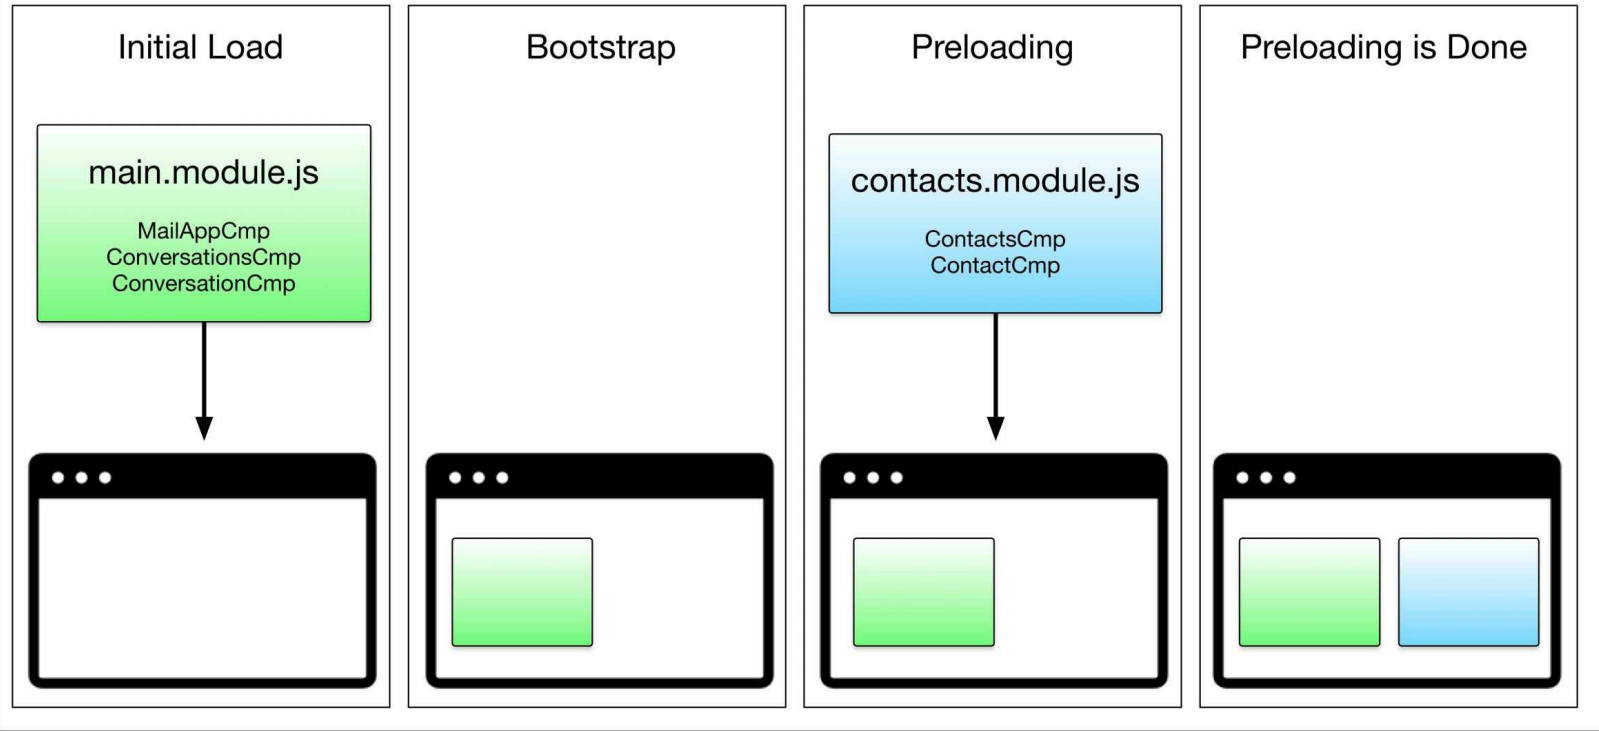 Initial Load
main.module.js
MailAppCmp
ConversationsCmp
ConversationCmp
Bootstrap
Preloading
contacts.module.js
ContactsCmp
ContactCmp
Preloading is Done